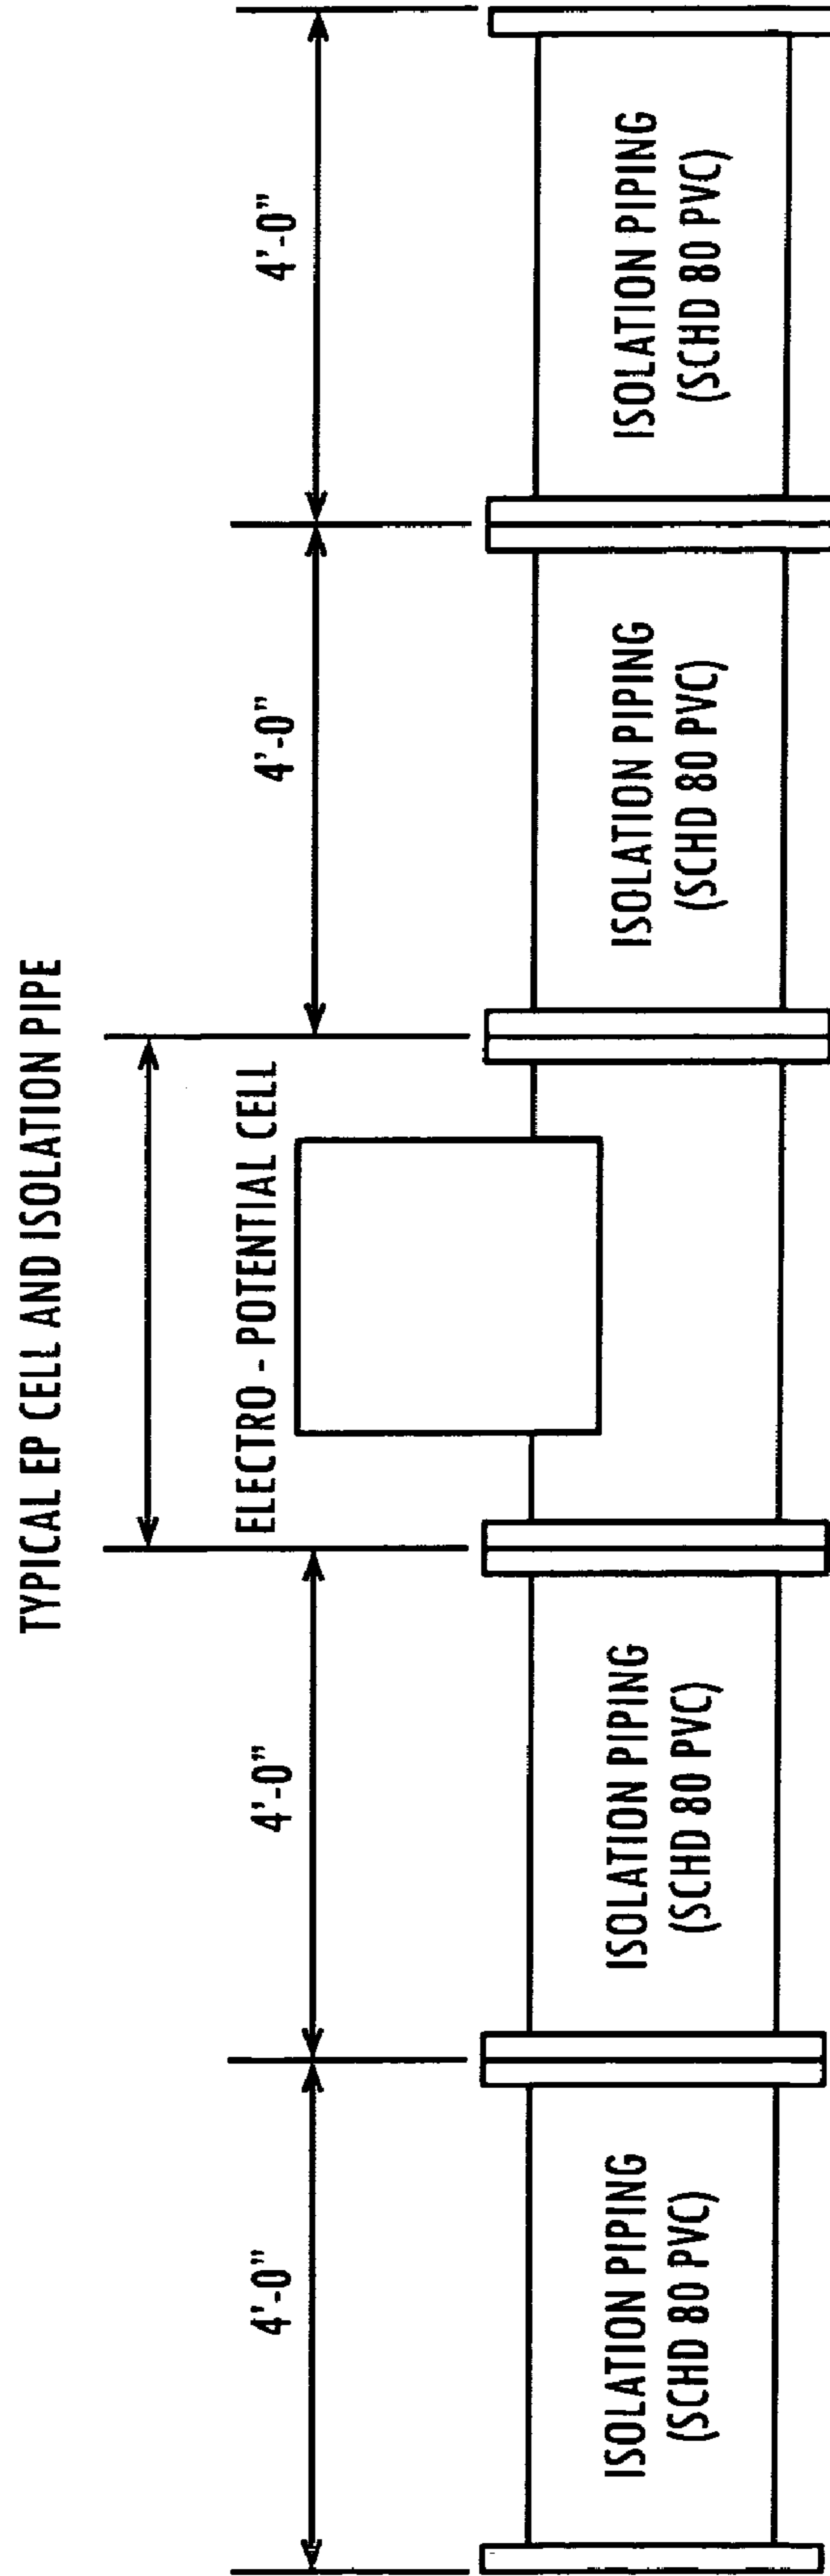 TYPICAL EP CELL AND ISOLATION PIPE
4'-0"
4'-0"
ELECTRO - POTENTIAL CELL
4'-0"
4'-0"
ISOLATION PIPING
(SCHD 80 PVC)
ISOLATION PIPING
(SCHD 80 PVC)
ISOLATION PIPING
(SCHD 80 PVC)
ISOLATION PIPING
(SCHD 80 PVC)